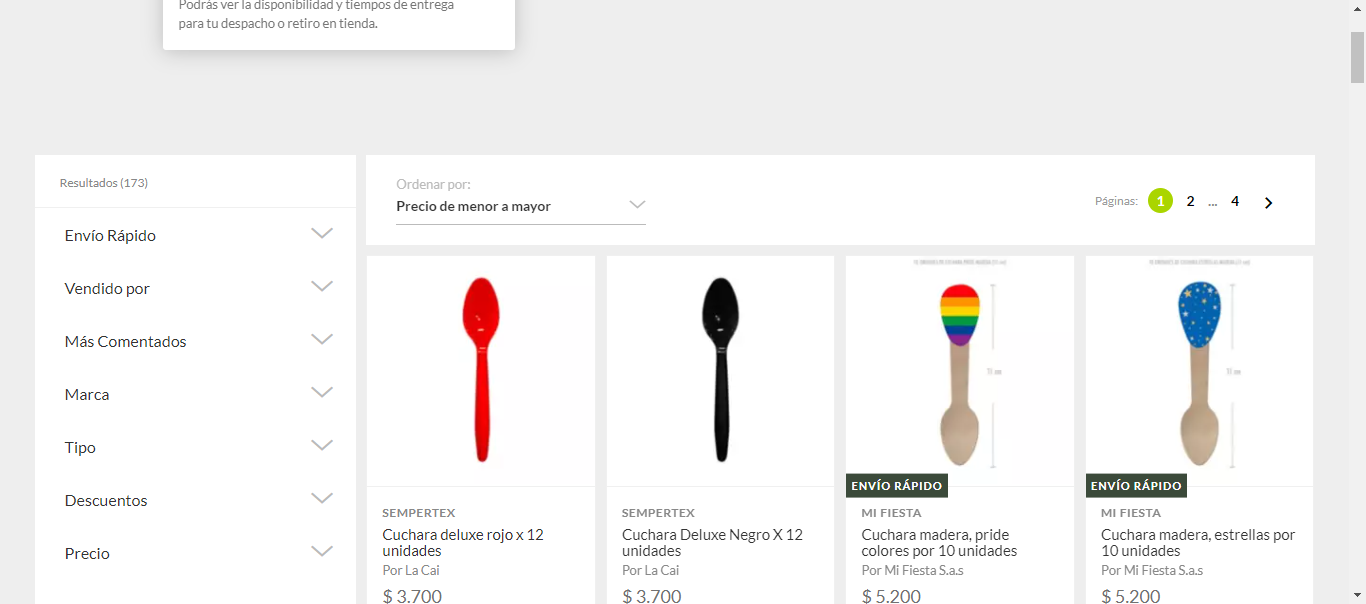 Podrás ver la disponibilidad y tiempos de entrega
para tu despacho o retiro en tienda.
Resultados (173)
Envío Rápido
Vendido por
Más Comentados
Marca
Tipo
Descuentos
Precio
Ordenar por:
Precio de menor a mayor
Páginas: 1 2 ... 4
SEMPERTEX
Cuchara deluxe rojo x 12
unidades
Por La Cai
$ 3.700
SEMPERTEX
Cuchara Deluxe Negro X 12
unidades
Por La Cai
$ 3.700
ENVÍO RÁPIDO
MI FIESTA
Cuchara madera, pride
colores por 10 unidades
Por Mi Fiesta S.a.s
$ 5.200
ENVÍO RÁPIDO
MI FIESTA
Cuchara madera, estrellas por
10 unidades
Por Mi Fiesta S.a.s
$ 5.200